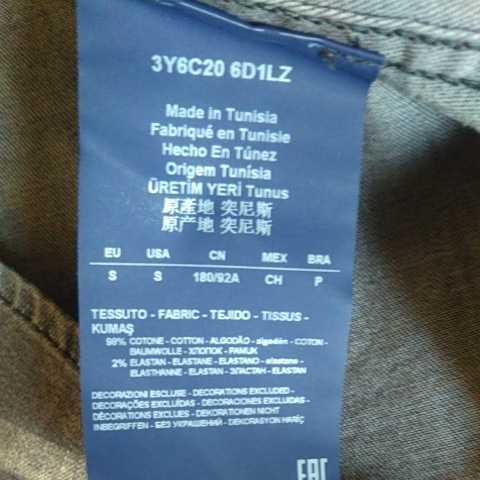 3Y6C20 6D1LZ
Made in Tunisia
Fabriqué en Tunisie
Hecho En Túnez
Origem Tunísia
ÜRETİM YERİ Tunus
原產地 突尼斯
原产地 突尼斯
EU USA CN MEX BRA
S S 180/92A CH P
TESSUTO - FABRIC - TEJIDO - TISSUS -
KUMAŞ
98% COTONE - COTTON - ALGODÃO - algodón - COTON -
BAUMWOLLE - ХЛОПОК - PAMUK
2% ELASTAN - ELASTANE - ELASTANO - elastano -
ELASTHANNE - ELASTAN - ЭЛАСТАН - ELASTAN
DECORAZIONI ESCLUSE - DECORATIONS EXCLUDED -
DECORAÇÕES EXCLUÍDAS - DECORACIONES EXCLUIDAS -
DÉCORATIONS EXCLUES - DEKORATIONEN NICHT
INBEGRIFFEN - БЕЗ УКРАШЕНИЙ - DEKORASYON HARİÇ
EAC